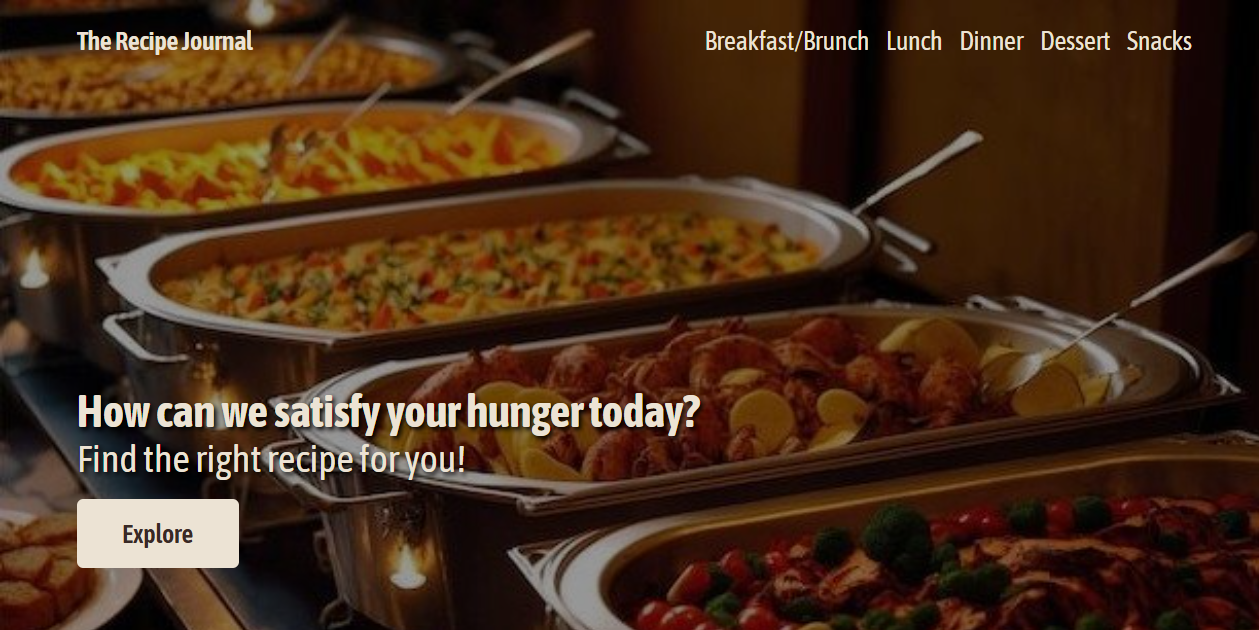 The Recipe Journal
Breakfast/Brunch Lunch Dinner Dessert Snacks
How can we satisfy your hunger today?
Find the right recipe for you!
Explore